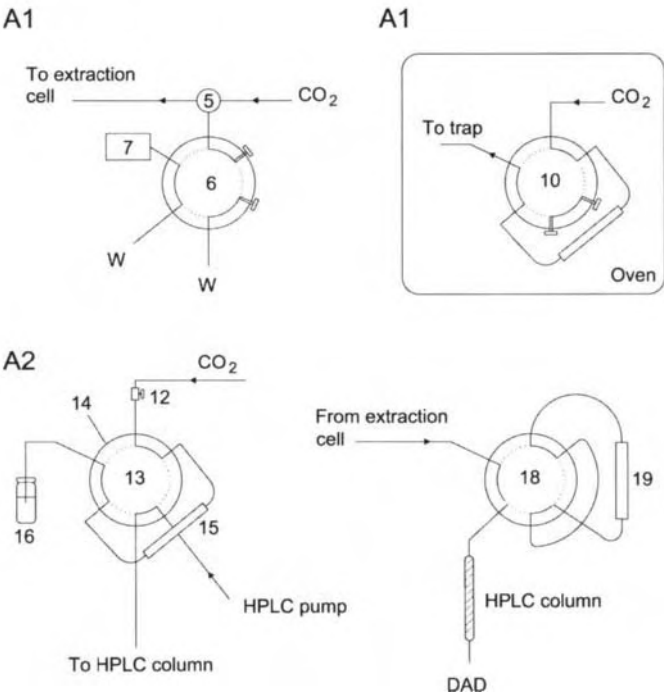 A1
To extraction
cell
5
CO2
7
6
W
W
A1
CO2
To trap
10
Oven
A2
CO2
12
14
13
15
16
HPLC pump
To HPLC column
From extraction
cell
18
19
HPLC column
DAD